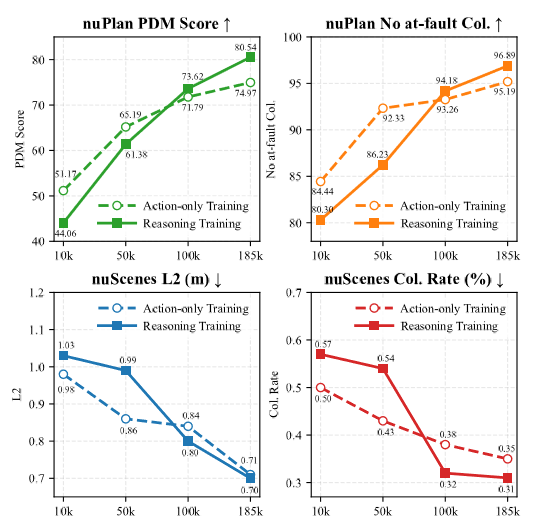 nuPlan PDM Score ↑
PDM Score
80
70
60
50
40
51.17
65.19
73.62
80.54
74.97
71.79
61.38
44.06
Action-only Training
Reasoning Training
10k 50k 100k 185k
nuPlan No at-fault Col. ↑
No at-fault Col.
100
95
90
85
80
96.89
94.18
95.19
93.26
92.33
86.23
84.44
80.30
Action-only Training
Reasoning Training
10k 50k 100k 185k
nuScenes L2 (m) ↓
L2
1.2
1.1
1.0
0.9
0.8
0.7
Action-only Training
Reasoning Training
1.03
0.99
0.98
0.86
0.84
0.80
0.71
0.70
10k 50k 100k 185k
nuScenes Col. Rate (%) ↓
Col. Rate
0.7
0.6
0.5
0.4
0.3
Action-only Training
Reasoning Training
0.57
0.54
0.50
0.43
0.38
0.35
0.32
0.31
10k 50k 100k 185k